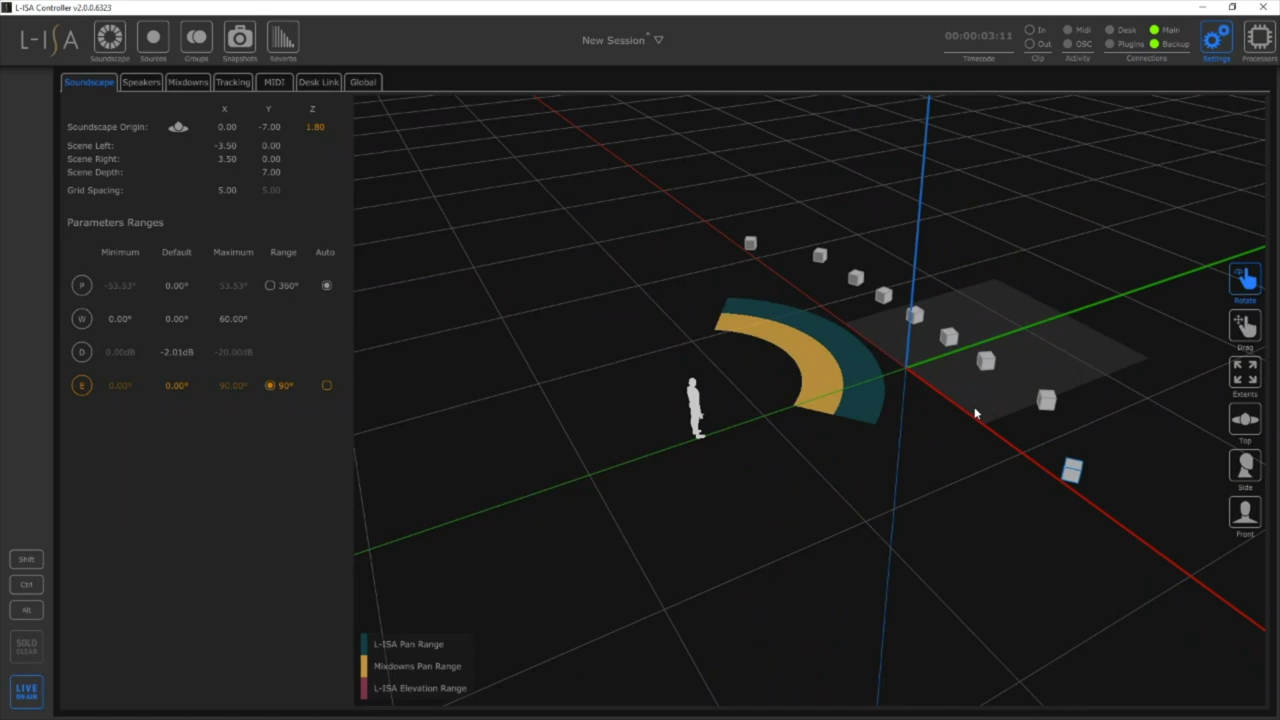 L-ISA Controller v2.0.0.6323
L-ISA
Soundscape
Sources
Groups
Snapshots
Reverbs
New Session*
00:00:03:11
Timecode
In
Out
Clip
Midi
OSC
Activity
Desk
Main
Plugins
Backup
Connections
Settings
Processors
Soundscape Speakers Mixdowns Tracking MIDI Desk Link Global
X Y Z
Soundscape Origin: 0.00 -7.00 1.80
Scene Left: -3.50 0.00
Scene Right: 3.50 0.00
Scene Depth: 7.00
Grid Spacing: 5.00 5.00
Parameters Ranges
Minimum Default Maximum Range Auto
P -53.53° 0.00° 53.53° 360°
W 0.00° 0.00° 60.00°
D 0.00dB -2.01dB -20.00dB
E 0.00° 0.00° 90.00° 90°
Rotate
Drag
Extents
Top
Side
Front
Shift
Ctrl
Alt
SOLO
CLEAR
LIVE
ON AIR
L-ISA Pan Range
Mixdowns Pan Range
L-ISA Elevation Range